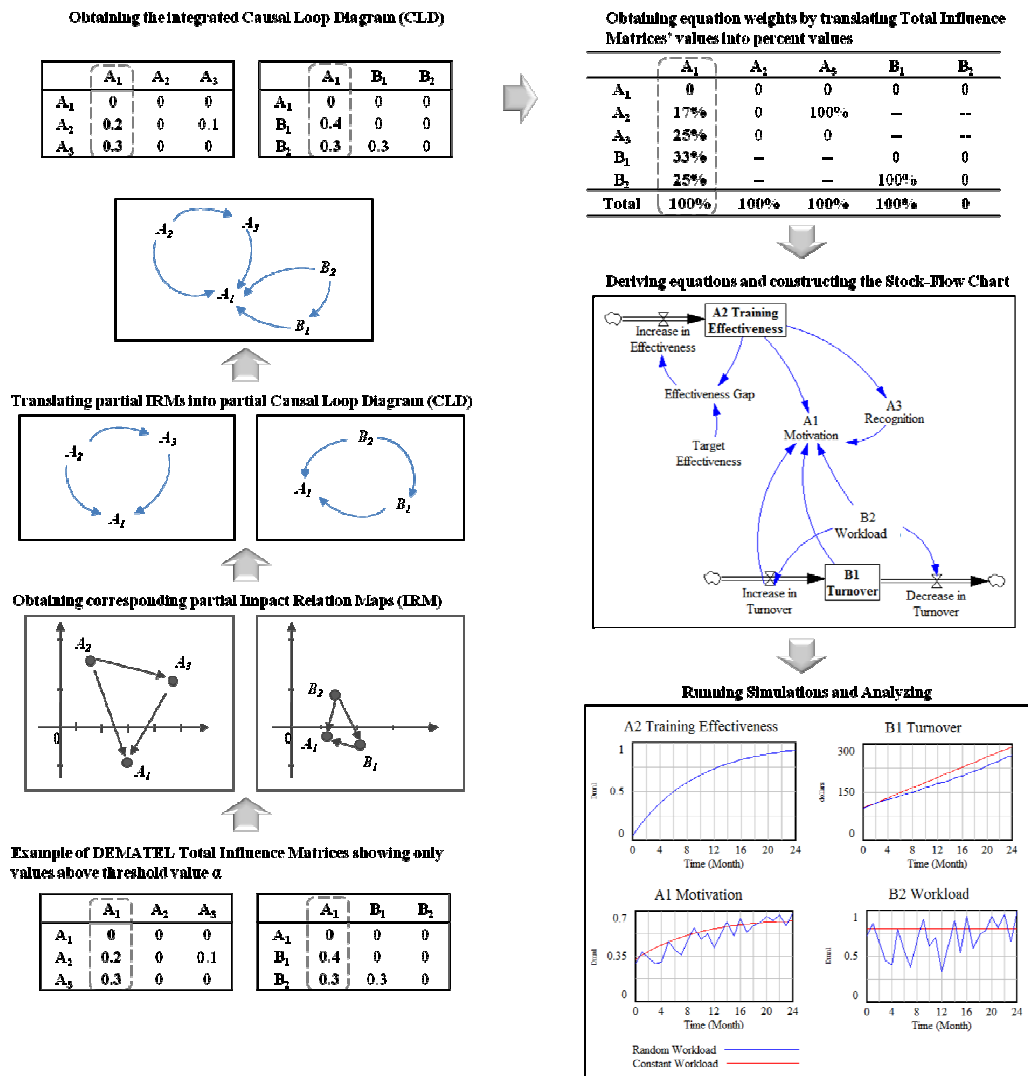 Obtaining the integrated Causal Loop Diagram (CLD)
A1 A2 A3
A1 0 0 0
A2 0.2 0 0.1
A3 0.3 0 0
A1 B1 B2
A1 0 0 0
B1 0.4 0 0
B2 0.3 0.3 0
A2
A3
B2
A1
B1
Translating partial IRMs into partial Causal Loop Diagram (CLD)
A2
A3
A1
B2
A1
B1
Obtaining corresponding partial Impact Relation Maps (IRM)
A2
A3
0
A1
B2
0
A1
B1
Example of DEMATEL Total Influence Matrices showing only
values above threshold value α
A1 A2 A3
A1 0 0 0
A2 0.2 0 0.1
A3 0.3 0 0
A1 B1 B2
A1 0 0 0
B1 0.4 0 0
B2 0.3 0.3 0
Obtaining equation weights by translating Total Influence
Matrices' values into percent values
A1 A2 A3 B1 B2
A1 0 0 0 0 0
A2 17% 0 100% – --
A3 25% 0 0 – --
B1 33% – – 0 0
B2 25% – – 100% 0
Total 100% 100% 100% 100% 0
Deriving equations and constructing the Stock-Flow Chart
A2 Training
Effectiveness
Increase in
Effectiveness
Effectiveness Gap
A3
Recognition
A1
Motivation
Target
Effectiveness
B2
Workload
B1
Turnover
Increase in
Turnover
Decrease in
Turnover
Running Simulations and Analyzing
A2 Training Effectiveness
1
0.5
0
Dmnl
0 4 8 12 16 20 24
Time (Month)
B1 Turnover
300
150
0
dollars
0 4 8 12 16 20 24
Time (Month)
A1 Motivation
0.7
0.35
0
Dmnl
0 4 8 12 16 20 24
Time (Month)
B2 Workload
1
0.5
0
Dmnl
0 4 8 12 16 20 24
Time (Month)
Random Workload
Constant Workload